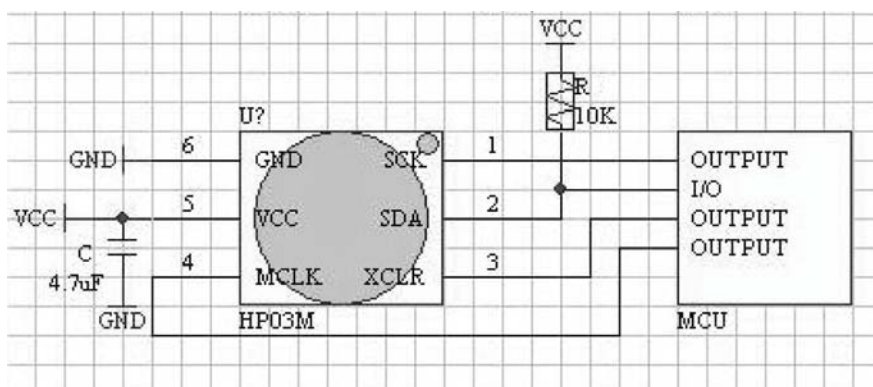 VCC
R
10K
U?
6
GND
GND
SCK
1
OUTPUT
I/O
VCC
5
VCC
SDA
2
OUTPUT
OUTPUT
C
4.7uF
4
MCLK
XCLR
3
GND
HP03M
MCU